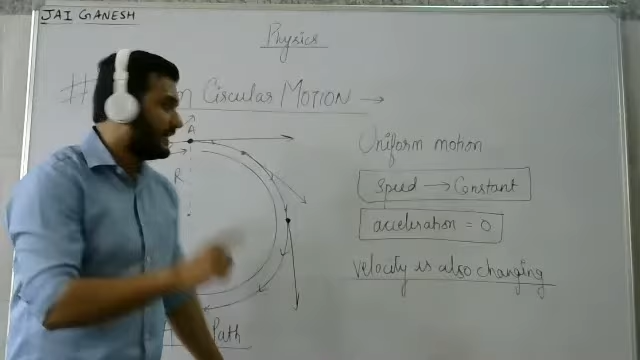 JAI GANESH
Physics
# m Circular MOTION →
A
R
Uniform motion
Speed → Constant
acceleration = 0
Velocity is also changing
Path